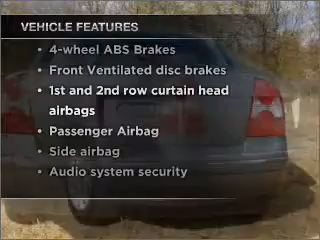 VEHICLE FEATURES
• 4-wheel ABS Brakes
• Front Ventilated disc brakes
• 1st and 2nd row curtain head
airbags
• Passenger Airbag
• Side airbag
• Audio system security